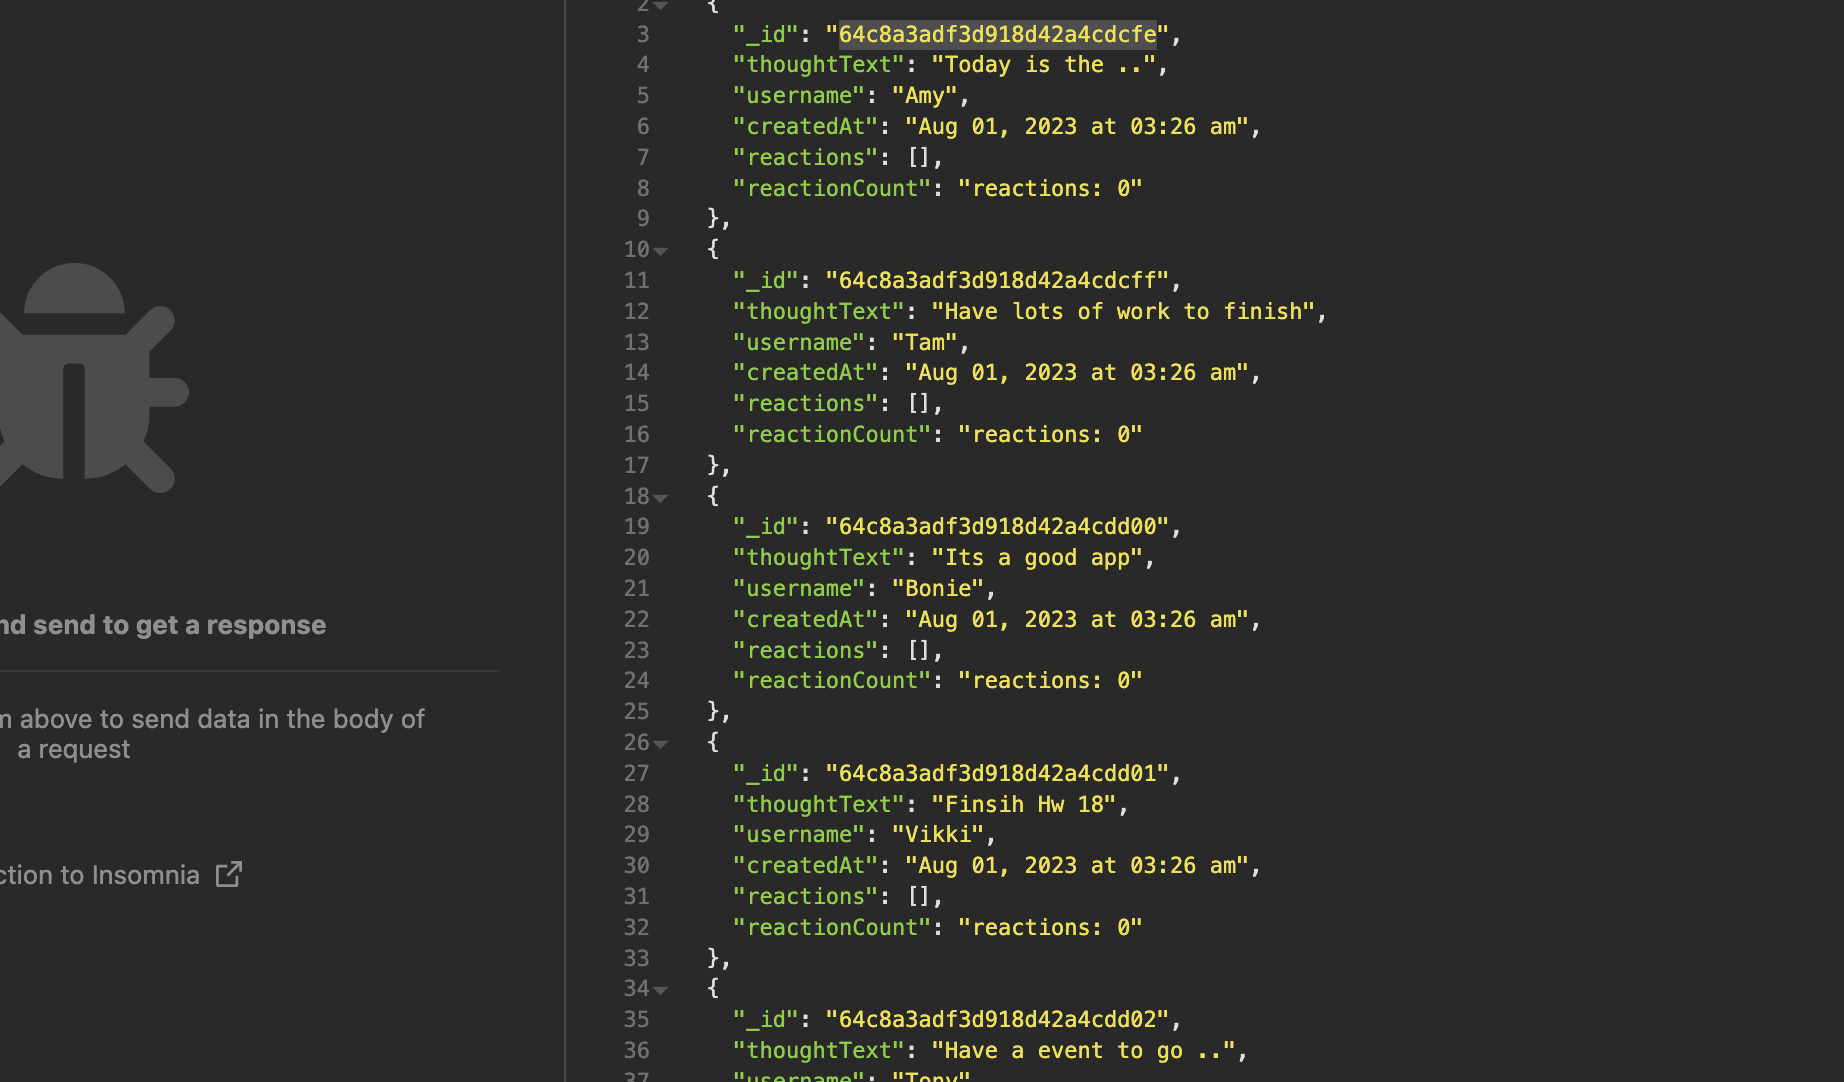 nd send to get a response
m above to send data in the body of
a request
ction to Insomnia
2 {
3 "_id": "64c8a3adf3d918d42a4cdcfe",
4 "thoughtText": "Today is the ..",
5 "username": "Amy",
6 "createdAt": "Aug 01, 2023 at 03:26 am",
7 "reactions": [],
8 "reactionCount": "reactions: 0"
9 },
10 {
11 "_id": "64c8a3adf3d918d42a4cdcff",
12 "thoughtText": "Have lots of work to finish",
13 "username": "Tam",
14 "createdAt": "Aug 01, 2023 at 03:26 am",
15 "reactions": [],
16 "reactionCount": "reactions: 0"
17 },
18 {
19 "_id": "64c8a3adf3d918d42a4cdd00",
20 "thoughtText": "Its a good app",
21 "username": "Bonie",
22 "createdAt": "Aug 01, 2023 at 03:26 am",
23 "reactions": [],
24 "reactionCount": "reactions: 0"
25 },
26 {
27 "_id": "64c8a3adf3d918d42a4cdd01",
28 "thoughtText": "Finsih Hw 18",
29 "username": "Vikki",
30 "createdAt": "Aug 01, 2023 at 03:26 am",
31 "reactions": [],
32 "reactionCount": "reactions: 0"
33 },
34 {
35 "_id": "64c8a3adf3d918d42a4cdd02",
36 "thoughtText": "Have a event to go ..",
37 "username": "Tony"